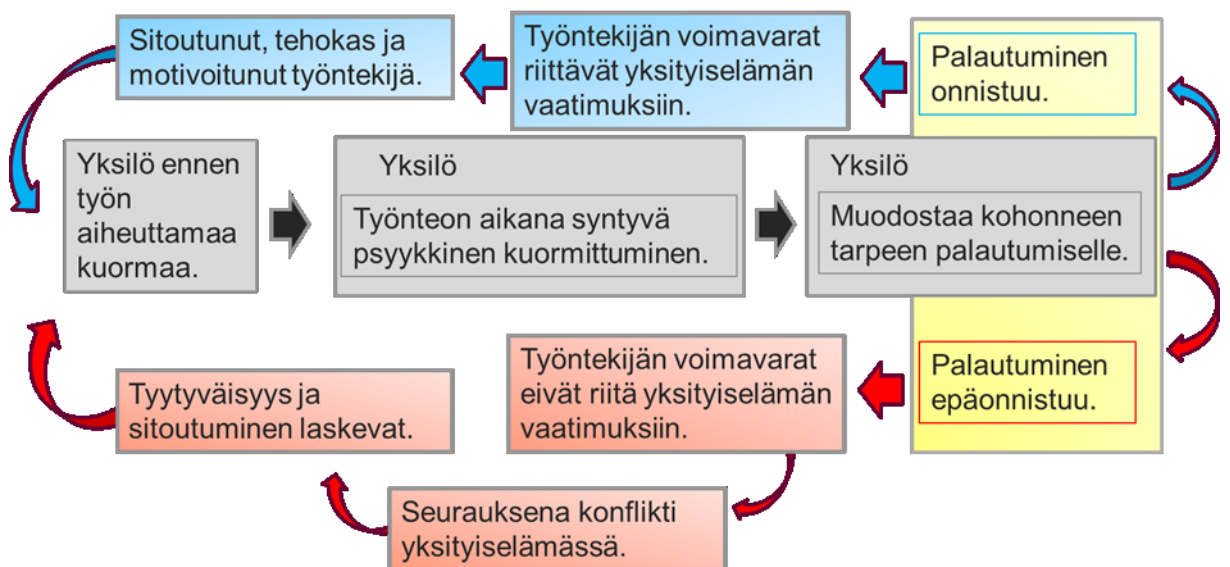 Sitoutunut, tehokas ja
motivoitunut työntekijä.
Työntekijän voimavarat
riittävät yksityiselämän
vaatimuksiin.
Palautuminen
onnistuu.
Yksilö ennen
työn
aiheuttamaa
kuormaa.
Yksilö
Työnteon aikana syntyvä
psyykkinen kuormittuminen.
Yksilö
Muodostaa kohonneen
tarpeen palautumiselle.
Tyytyväisyys ja
sitoutuminen laskevat.
Työntekijän voimavarat
eivät riitä yksityiselämän
vaatimuksiin.
Palautuminen
epäonnistuu.
Seurauksena konflikti
yksityiselämässä.